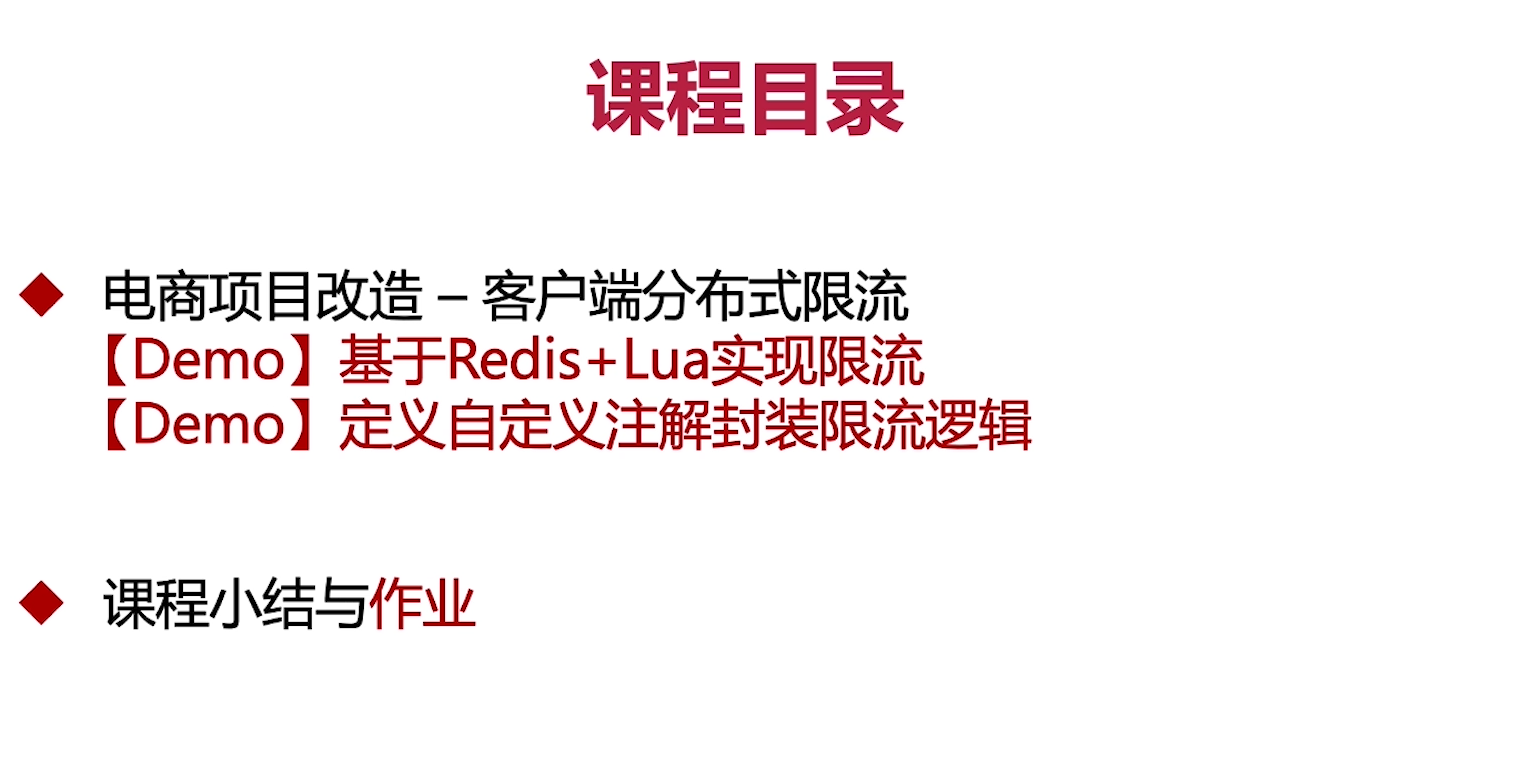 课程目录
电商项目改造 – 客户端分布式限流
【Demo】基于Redis+Lua实现限流
【Demo】定义自定义注解封装限流逻辑
课程小结与作业